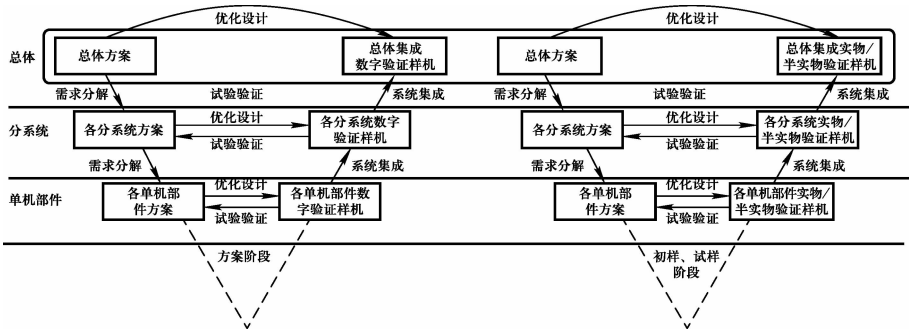 优化设计
优化设计
总体
总体方案
总体集成
数字验证样机
总体方案
总体集成实物/
半实物验证样机
需求分解
试验验证
系统集成
需求分解
试验验证
系统集成
分系统
各分系统方案
优化设计
试验验证
各分系统数字
验证样机
各分系统方案
优化设计
试验验证
各分系统实物/
半实物验证样机
需求分解
系统集成
需求分解
系统集成
单机部件
各单机部
件方案
优化设计
试验验证
各单机部件数
字验证样机
各单机部
件方案
优化设计
试验验证
各单机部件实物/
半实物验证样机
方案阶段
初样、试样
阶段